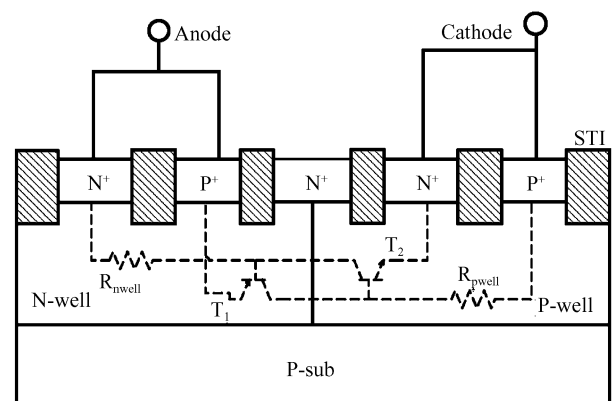 Anode
Cathode
STI
N+
P+
N+
N+
P+
T2
Rnwell
Rpwell
N-well
T1
P-well
P-sub